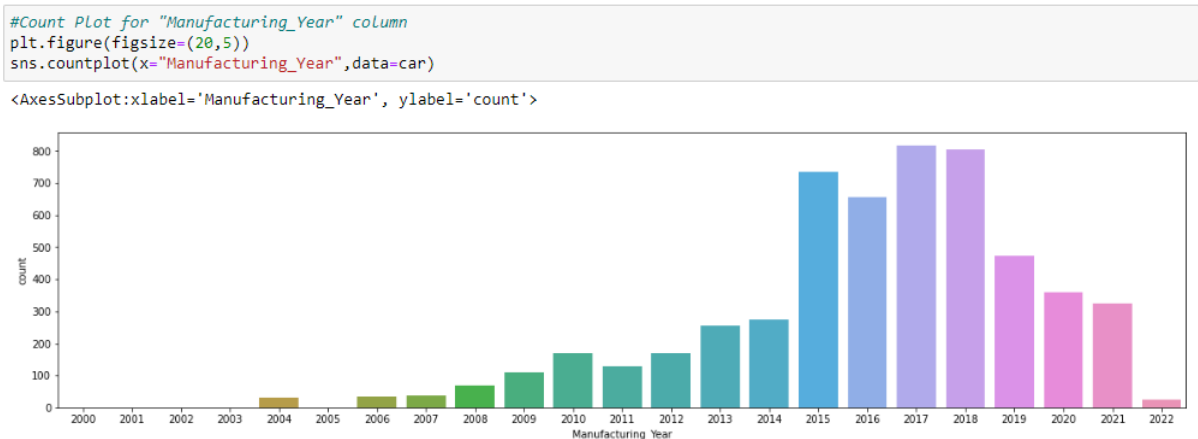 #Count Plot for "Manufacturing_Year" column
plt.figure(figsize=(20,5))
sns.countplot(x="Manufacturing_Year",data=car)
<AxesSubplot:xlabel='Manufacturing_Year', ylabel='count'>
800
700
600
500
400
300
200
100
0
count
2000 2001 2002 2003 2004 2005 2006 2007 2008 2009 2010 2011 2012 2013 2014 2015 2016 2017 2018 2019 2020 2021 2022
Manufacturing_Year